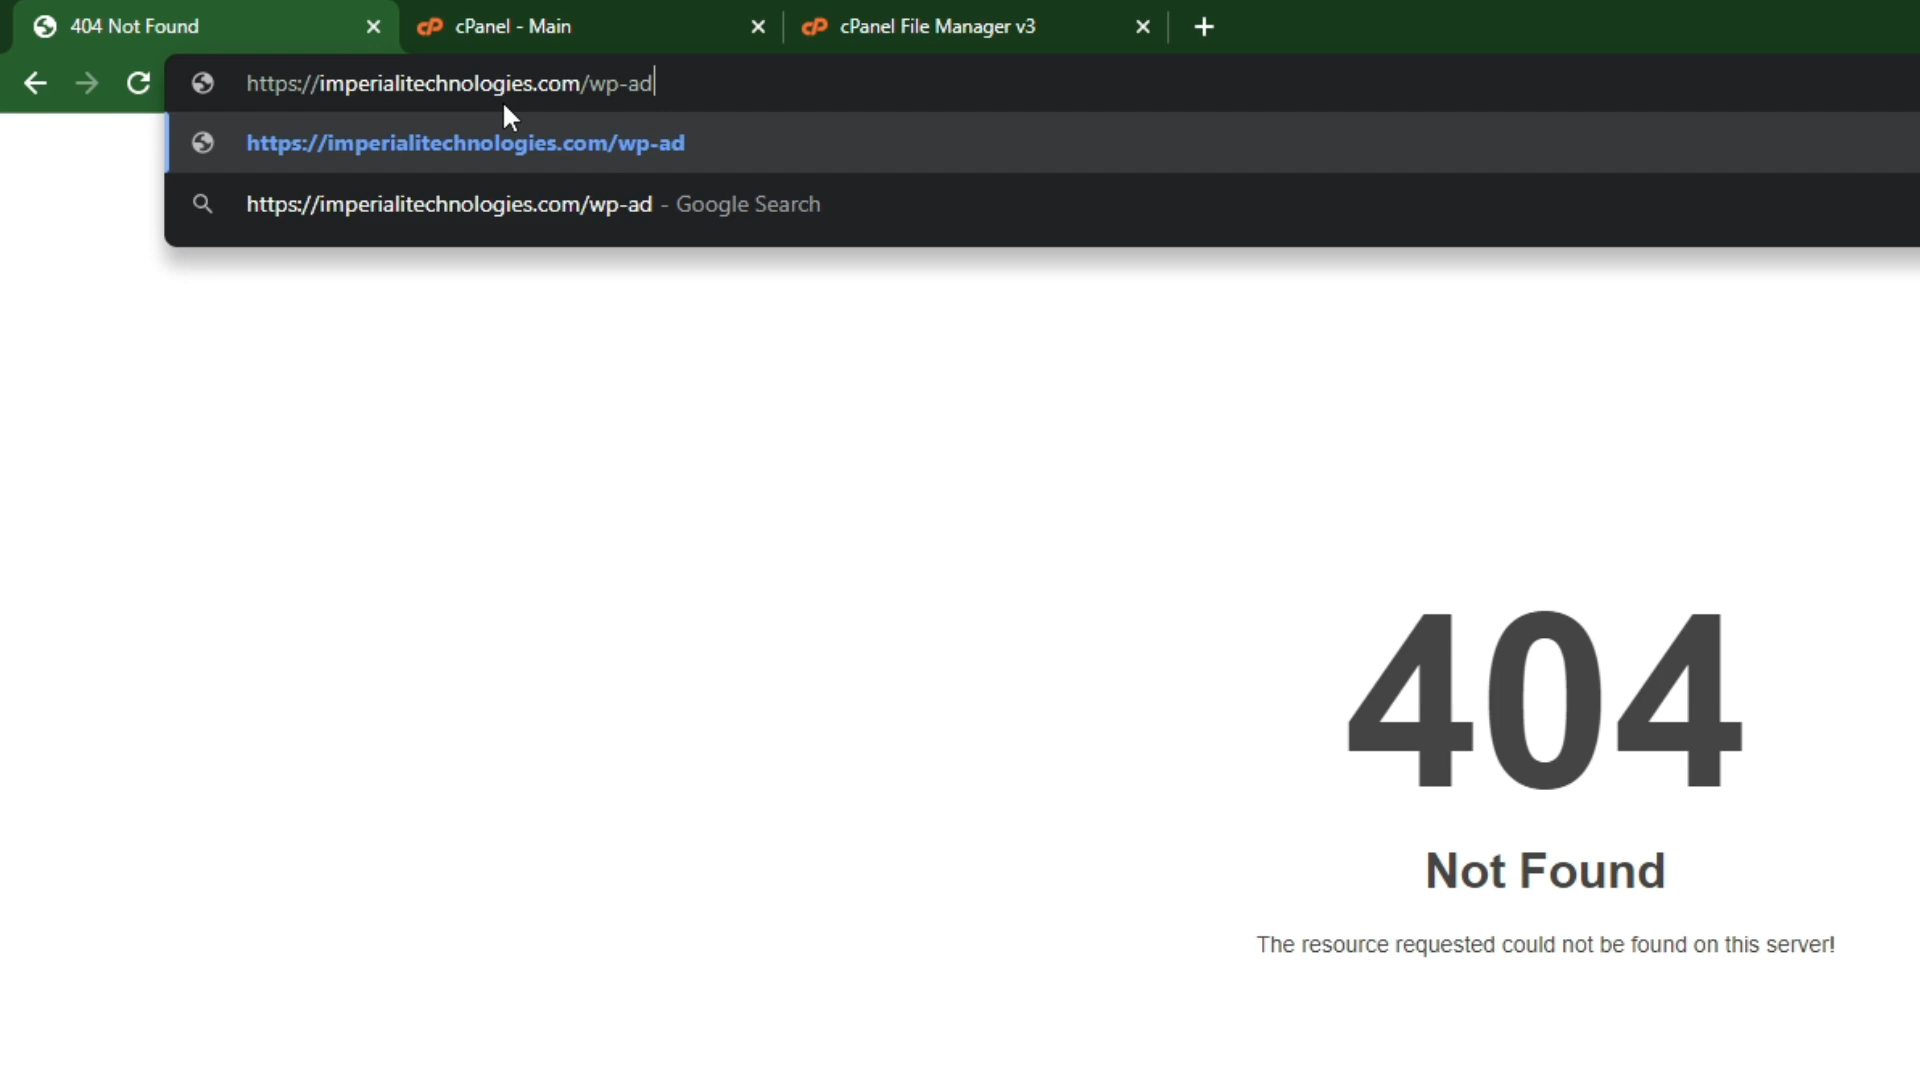 404 Not Found
cPanel - Main
cPanel File Manager v3
https://imperialitechnologies.com/wp-ad
https://imperialitechnologies.com/wp-ad
https://imperialitechnologies.com/wp-ad - Google Search
404
Not Found
The resource requested could not be found on this server!